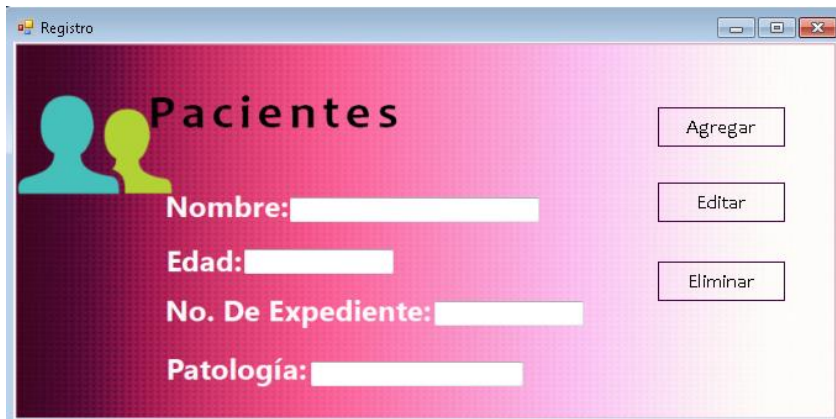 Registro
Pacientes
Agregar
Nombre:
Editar
Edad:
Eliminar
No. De Expediente:
Patología: